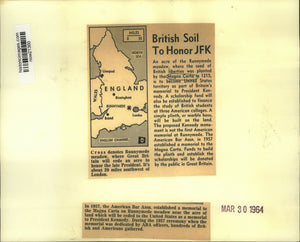 MILES
0 50
NORTH SEA
Liverpool
ENGLAND
Birmingham
RUNNYMEDE
LONDON
ENGLISH CHANNEL
Cross denotes Runnymede
meadow, where Great Bri-
tain will cede an acre to
honor the late President. It's
about 20 miles southwest of
London.
British Soil
To Honor JFK
An acre of the Runnymede
meadow, where the seed of
British liberties was planted
by the Magna Carta in 1215,
is to become United States
territory as part of Britain's
memorial to President Ken-
nedy. A scholarship fund will
also be established to finance
the study of British students
at three American colleges. A
simple plinth, or marble base,
will be built on the land.
The proposed Kennedy monu-
ment is not the first American
memorial at Runnymede. The
American Bar Assn. in 1957
established a memorial to the
Magna Carta. Funds to build
the plinth and establish the
scholarships will be donated by
the public in Great Britain.
MAR 30 1964
In 1957, the American Bar Assn. established a memorial to
the Magna Carta on Runnymede meadow near the acre of
land which will be ceded to the United States as a memorial
to President Kennedy. During the 1957 ceremony when the
memorial was dedicated by ABA officers, hundreds of Brit-
ish and Americans gathered.